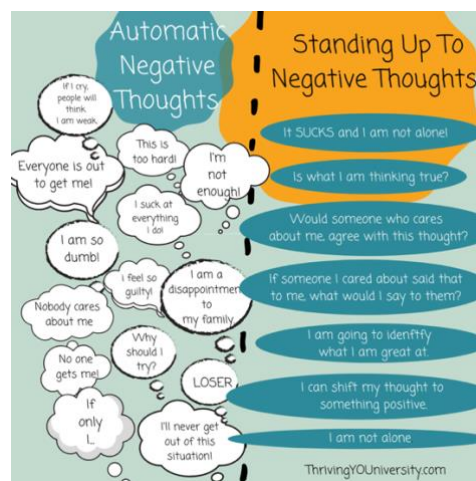 Automatic
Negative
Thoughts
If I cry,
people will
think
I am weak.
This is
too hard!
Everyone is out
to get me!
I'm
not
enough!
I suck at
everything
I do!
I am so
dumb!
I feel so
guilty!
I am a
disappointment
to
my family
Nobody cares
about me
Why
should I
try?
No one
gets me!
LOSER
If
only
I...
I'll never get
out of this
situation!
Standing Up To
Negative Thoughts
It SUCKS and I am not alone!
Is what I am thinking true?
Would someone who cares
about me, agree with this thought?
If someone I cared about said that
to me, what would I say to them?
I am going to idenftfy
what I am great at.
I can shift my thought to
something positive.
I am not alone
ThrivingYOUniversity.com